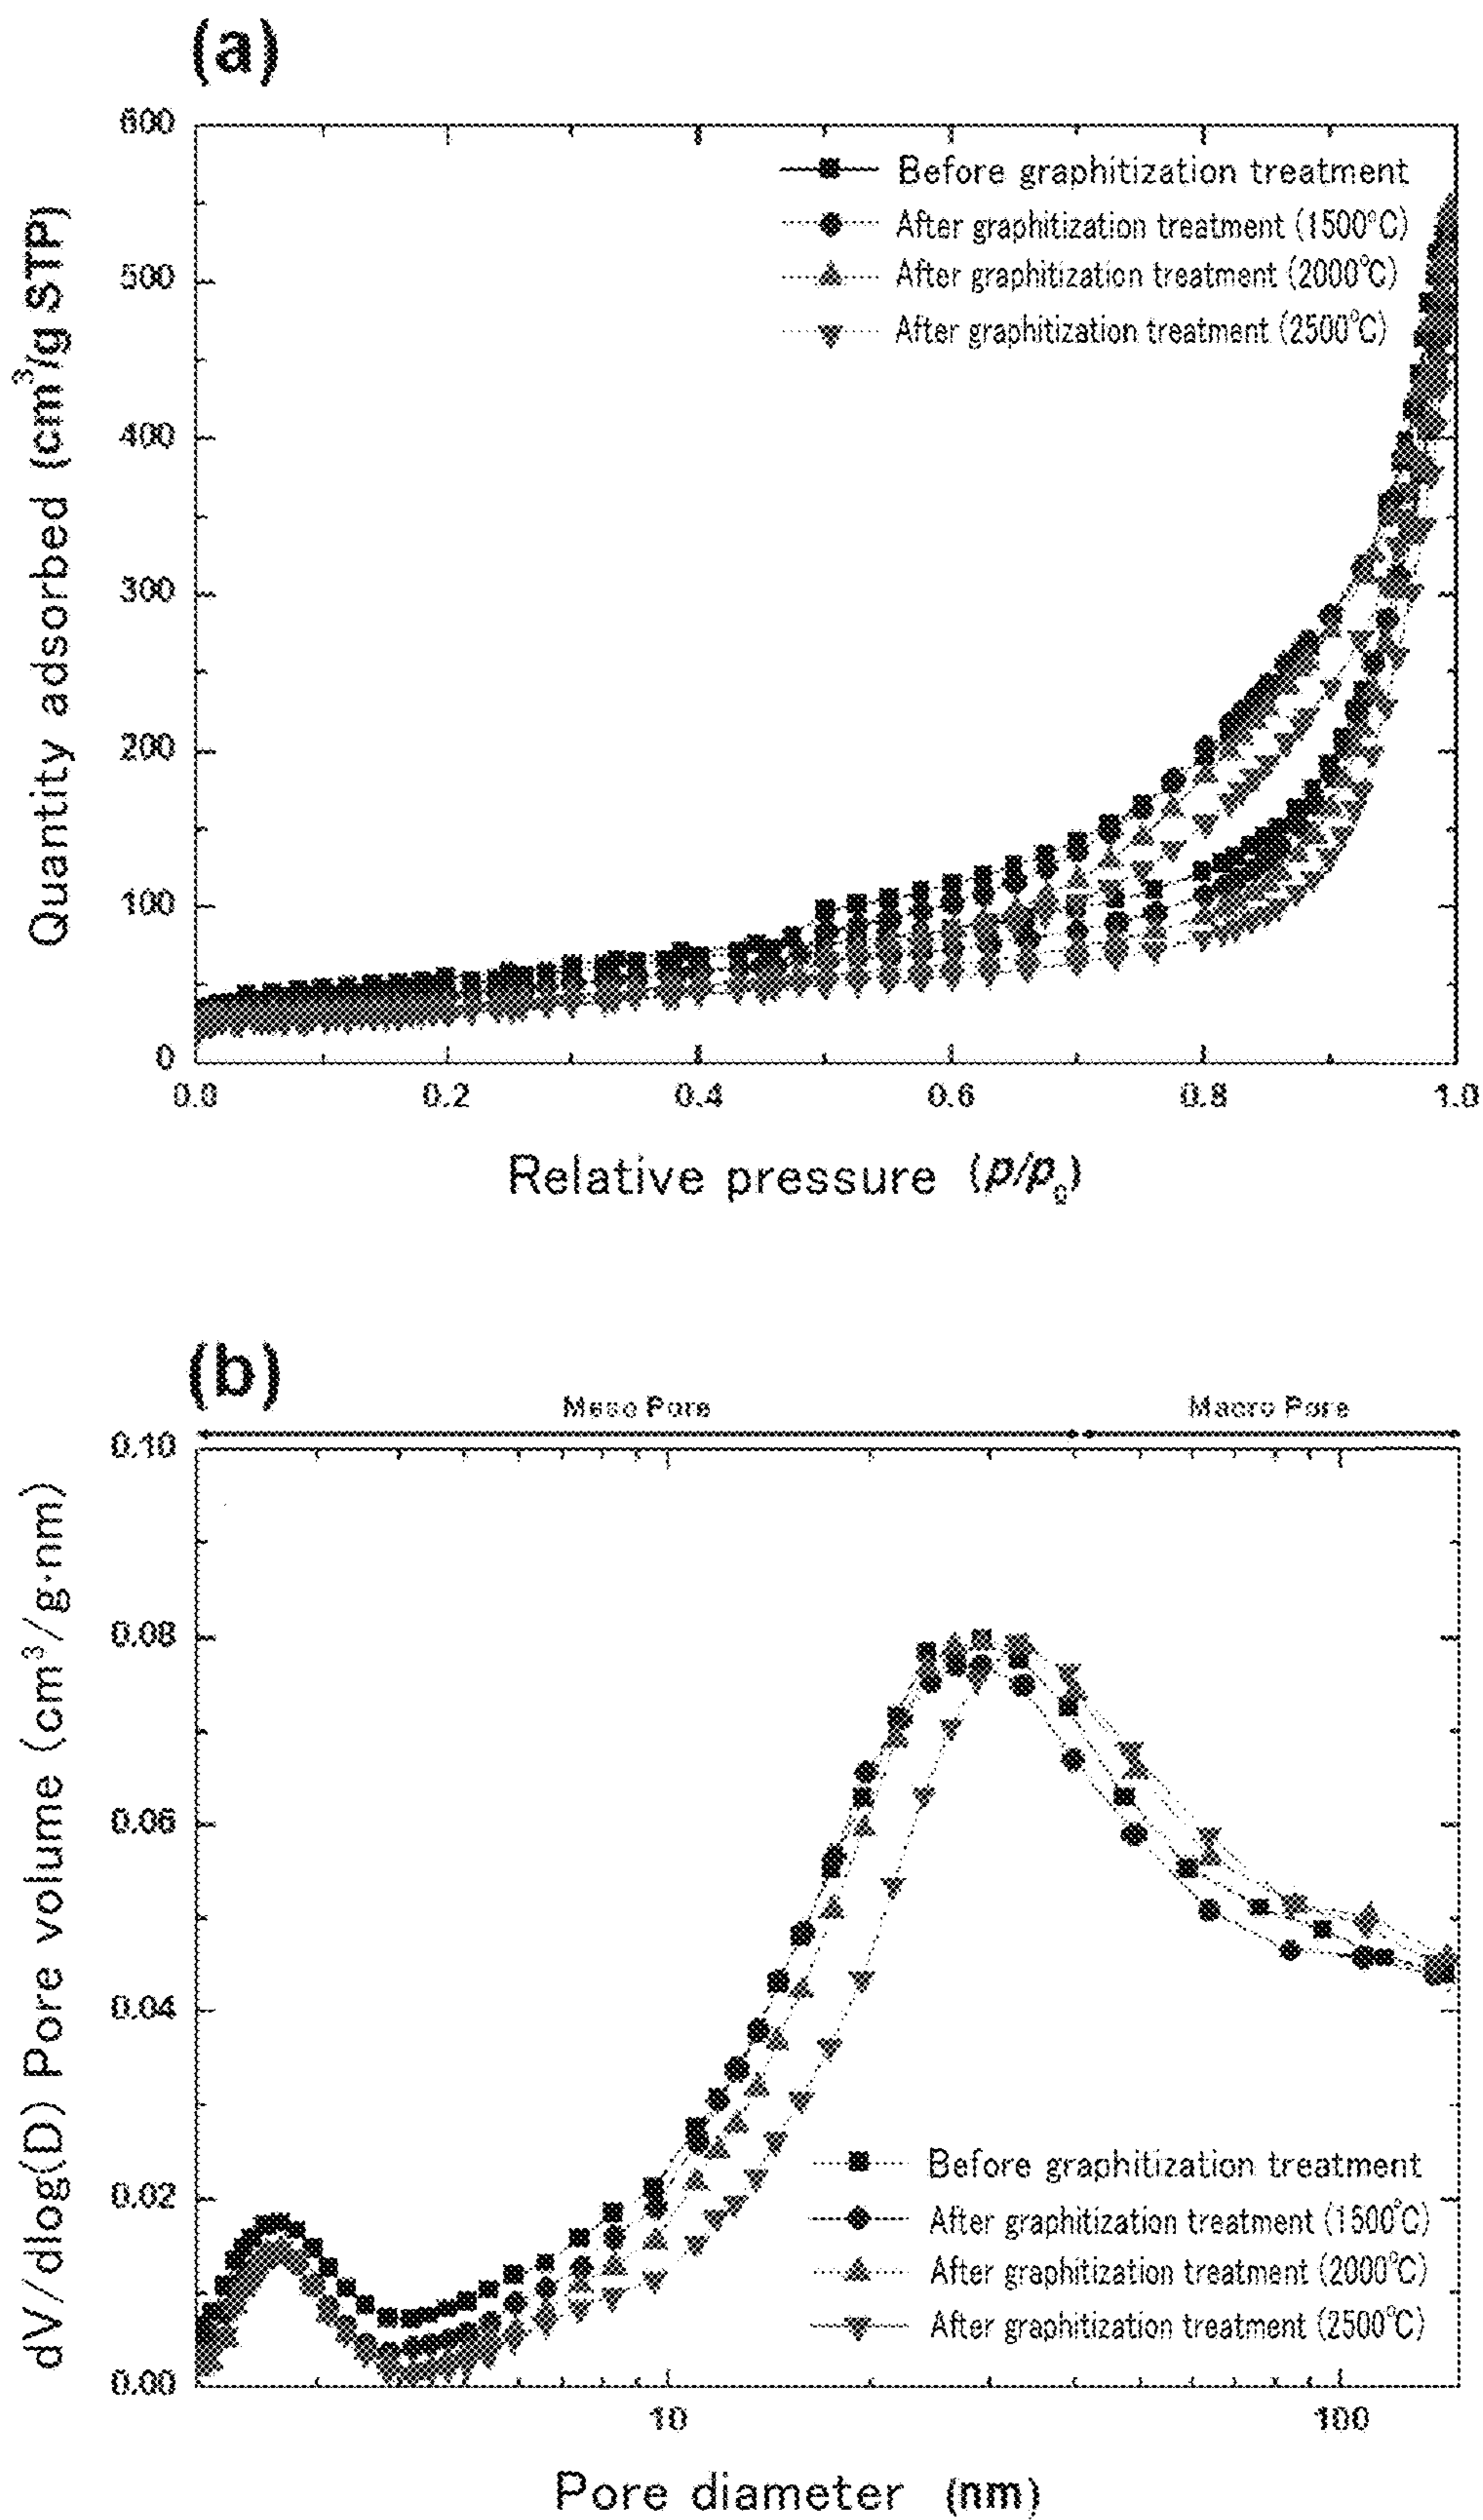 (a)
600
500
400
300
200
100
0
Quantity adsorbed (cm³/g STP)
Before graphitization treatment
After graphitization treatment (1500°C)
After graphitization treatment (2000°C)
After graphitization treatment (2500°C)
0.0 0.2 0.4 0.6 0.8 1.0
Relative pressure (p/p₀)
(b)
Meso Pore Macro Pore
0.10
0.08
0.06
0.04
0.02
0.00
dV/dlog(D) Pore volume (cm³/g·nm)
Before graphitization treatment
After graphitization treatment (1500°C)
After graphitization treatment (2000°C)
After graphitization treatment (2500°C)
10 100
Pore diameter (nm)